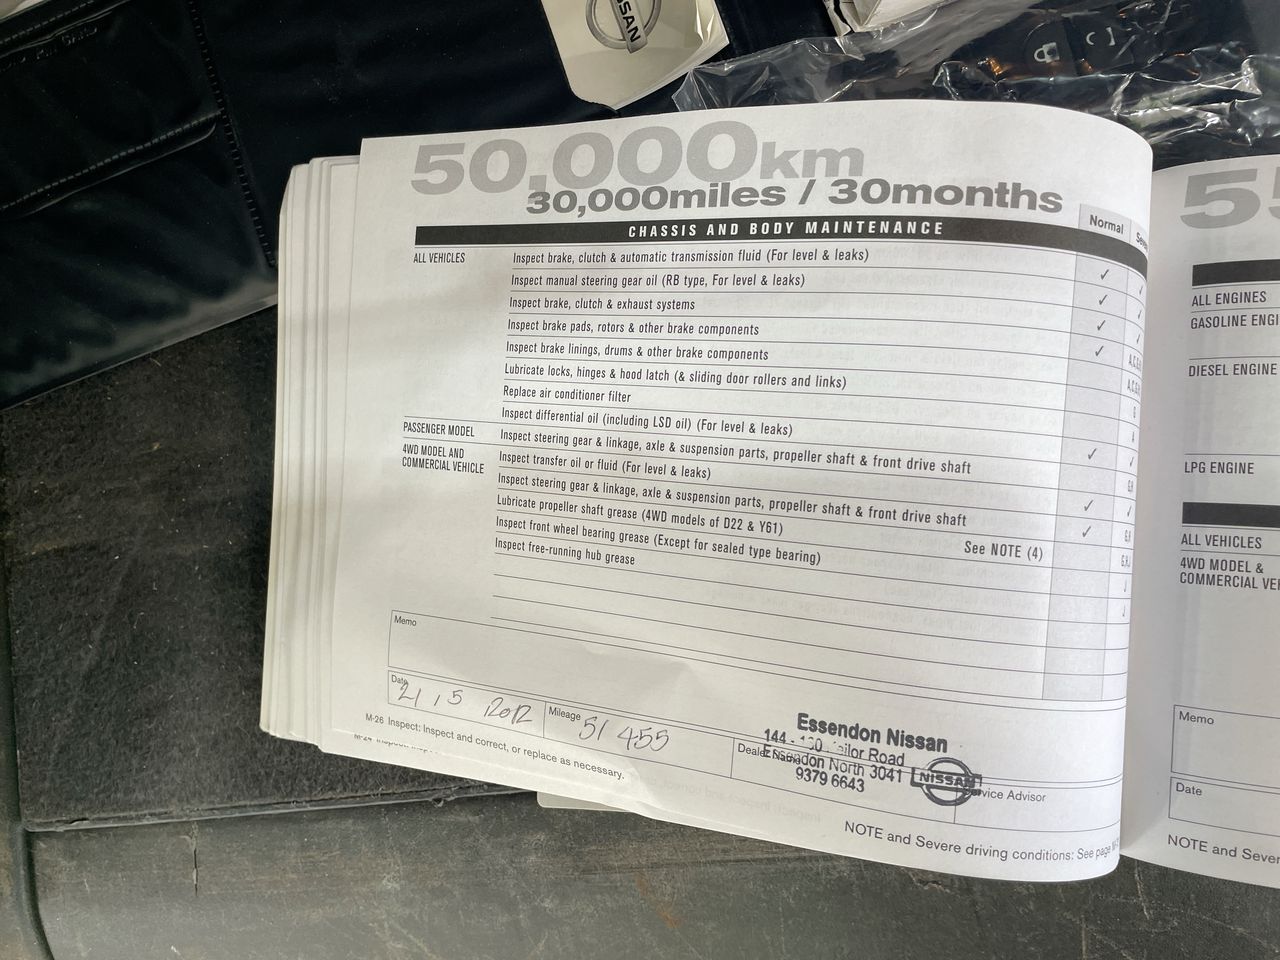 NISSAN
50,000km
30,000miles / 30months
Normal
CHASSIS AND BODY MAINTENANCE
ALL VEHICLES
Inspect brake, clutch & automatic transmission fluid (For level & leaks)
Inspect manual steering gear oil (RB type, For level & leaks)
Inspect brake, clutch & exhaust systems
Inspect brake pads, rotors & other brake components
Inspect brake linings, drums & other brake components
Lubricate locks, hinges & hood latch (& sliding door rollers and links)
Replace air conditioner filter
Inspect differential oil (including LSD oil) (For level & leaks)
PASSENGER MODEL
Inspect steering gear & linkage, axle & suspension parts, propeller shaft & front drive shaft
4WD MODEL AND
COMMERCIAL VEHICLE
Inspect transfer oil or fluid (For level & leaks)
Inspect steering gear & linkage, axle & suspension parts, propeller shaft & front drive shaft
Lubricate propeller shaft grease (4WD models of D22 & Y61)
Inspect front wheel bearing grease (Except for sealed type bearing) See NOTE (4)
Inspect free-running hub grease
Memo
Date 21 , 5 2012
Mileage 51 455
Essendon Nissan
144 - Road
Essendon North 3041
9379 6643
NISSAN
M-26 Inspect: Inspect and correct, or replace as necessary.
NOTE and Severe driving conditions: See page
55
ALL ENGINES
GASOLINE ENGI
DIESEL ENGINE
LPG ENGINE
ALL VEHICLES
4WD MODEL &
COMMERCIAL VEH
Memo
Date
NOTE and Sever